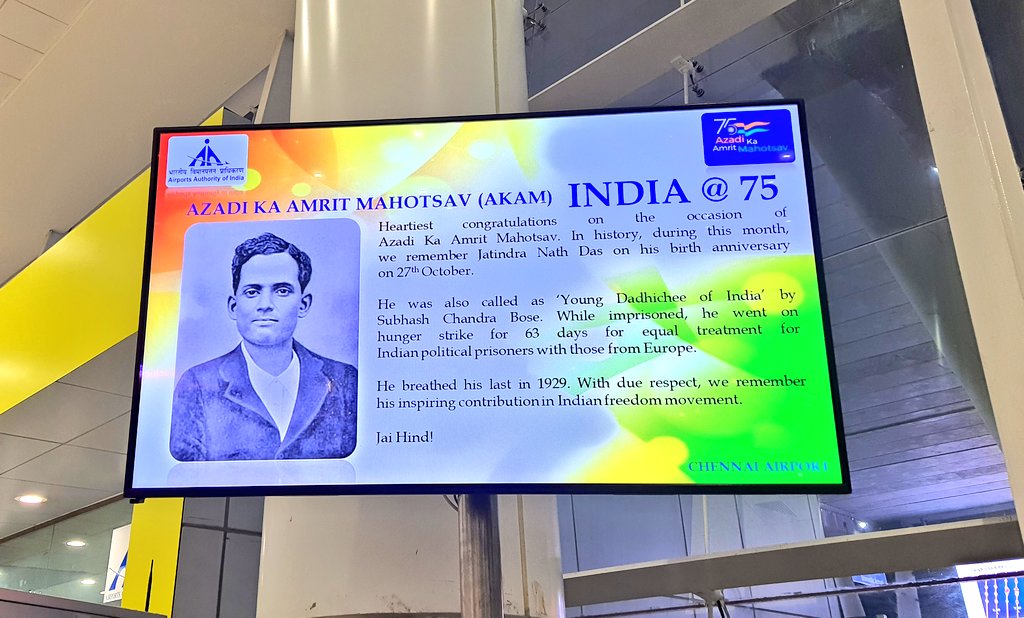 भारतीय विमानपत्तन प्राधिकरण
Airports Authority of India
75
Azadi Ka
Amrit Mahotsav
AZADI KA AMRIT MAHOTSAV (AKAM) INDIA @ 75
Heartiest congratulations on the occasion of
Azadi Ka Amrit Mahotsav. In history, during this month,
we remember Jatindra Nath Das on his birth anniversary
on 27th October.
He was also called as ‘Young Dadhichee of India’ by
Subhash Chandra Bose. While imprisoned, he went on
hunger strike for 63 days for equal treatment for
Indian political prisoners with those from Europe.
He breathed his last in 1929. With due respect, we remember
his inspiring contribution in Indian freedom movement.
Jai Hind!
CHENNAI AIRPORT